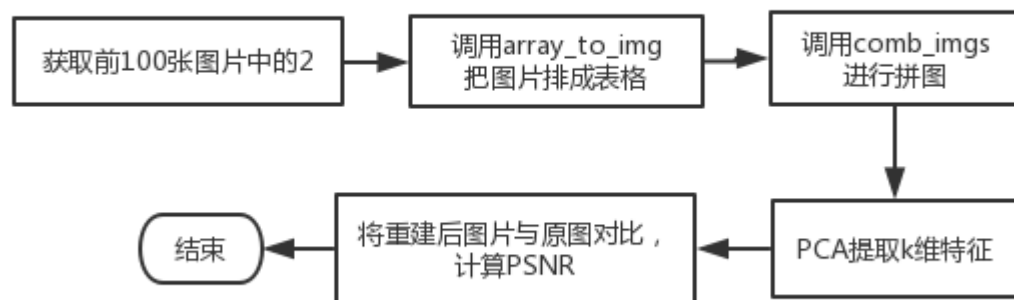 获取前100张图片中的2
调用array_to_img
把图片排成表格
调用comb_imgs
进行拼图
PCA提取k维特征
将重建后图片与原图对比，
计算PSNR
结束